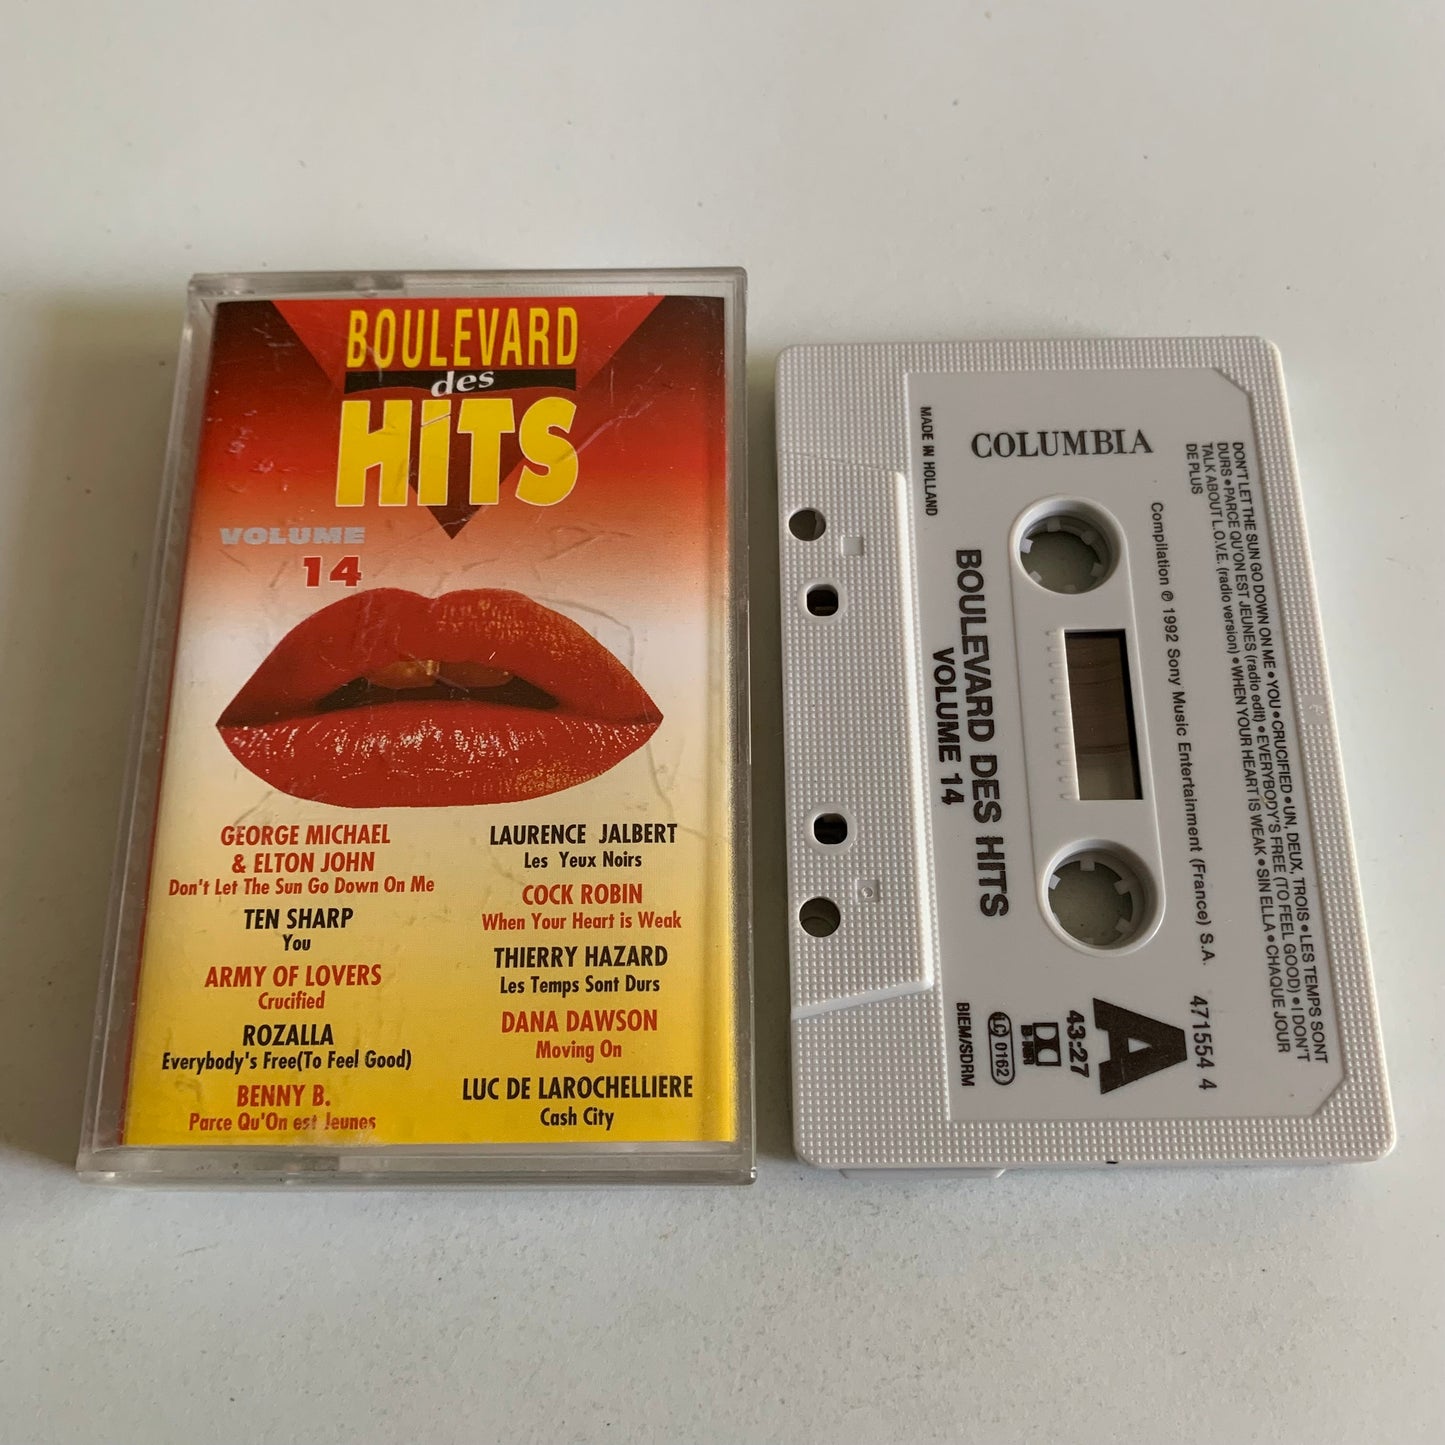 BOULEVARD
des
HITS
VOLUME
14
GEORGE MICHAEL
& ELTON JOHN
Don't Let The Sun Go Down On Me
TEN SHARP
You
ARMY OF LOVERS
Crucified
ROZALLA
Everybody's Free(To Feel Good)
BENNY B.
Parce Qu'On est Jeunes
LAURENCE JALBERT
Les Yeux Noirs
COCK ROBIN
When Your Heart is Weak
THIERRY HAZARD
Les Temps Sont Durs
DANA DAWSON
Moving On
LUC DE LAROCHELLIERE
Cash City
DON'T LET THE SUN GO DOWN ON ME • YOU • CRUCIFIED • UN, DEUX, TROIS • LES TEMPS SONT
DURS • PARCE QU'ON EST JEUNES (radio edit) • EVERYBODY'S FREE (TO FEEL GOOD) • I DON'T
TALK ABOUT L.O.V.E. (radio version) • WHEN YOUR HEART IS WEAK • SIN ELLA • CHAQUE JOUR
DE PLUS
COLUMBIA
Compilation ℗ 1992 Sony Music Entertainment (France) S.A.
471554 4
A
43:27
B. NR
LC 0162
BOULEVARD DES HITS
VOLUME 14
MADE IN HOLLAND
BIEM/SDRM